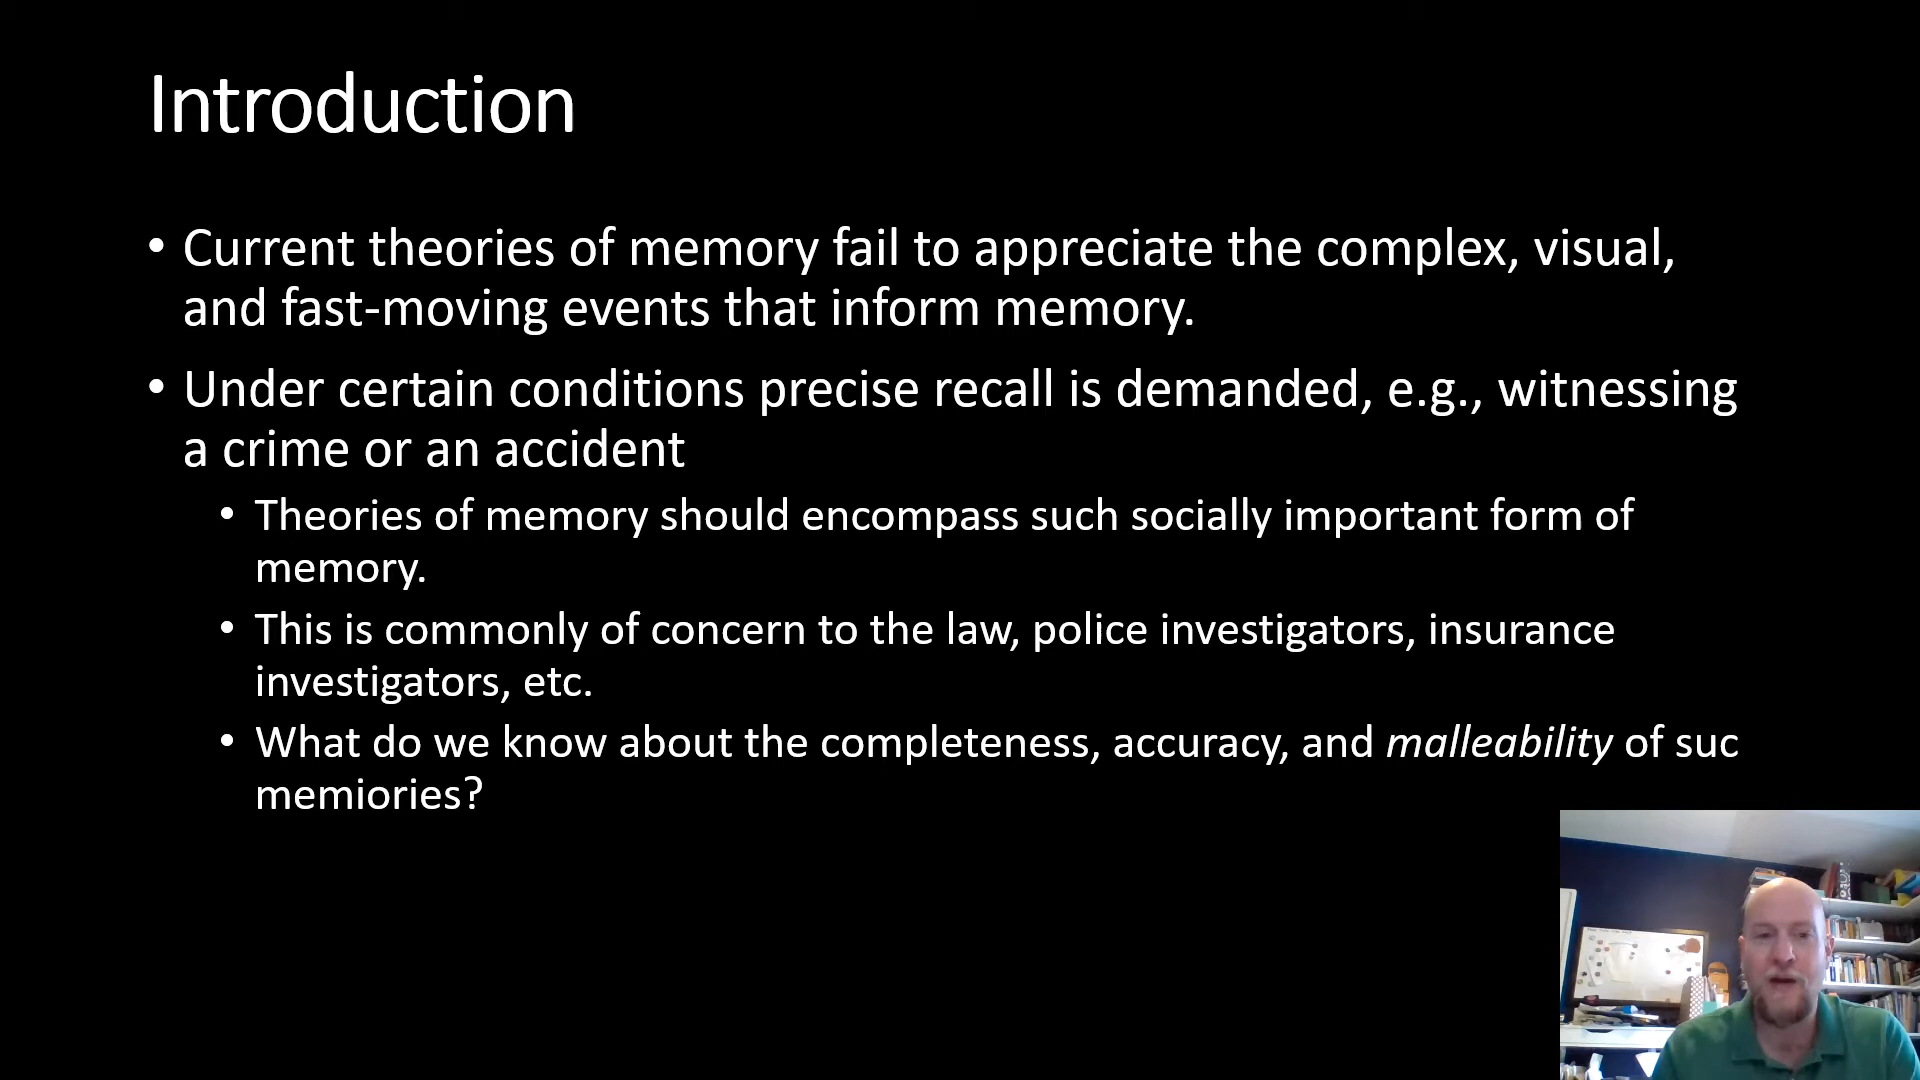 Introduction
• Current theories of memory fail to appreciate the complex, visual,
and fast-moving events that inform memory.
• Under certain conditions precise recall is demanded, e.g., witnessing
a crime or an accident
• Theories of memory should encompass such socially important form of
memory.
• This is commonly of concern to the law, police investigators, insurance
investigators, etc.
• What do we know about the completeness, accuracy, and malleability of suc
memiories?